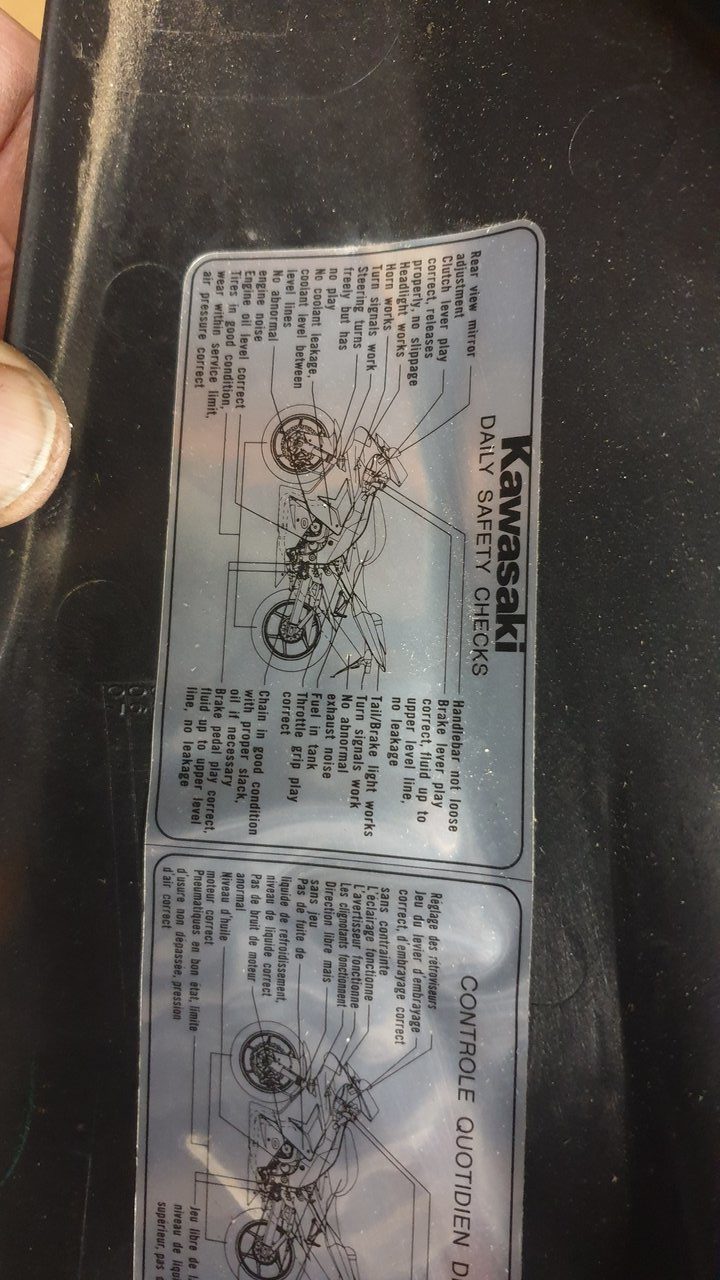 Kawasaki
DAILY SAFETY CHECKS
Rear view mirror
adjustment
Clutch lever play
correct, releases
properly, no slippage
Headlight works
Horn works
Turn signals work
Steering turns
freely but has
no play
No coolant leakage,
coolant level between
level lines
No abnormal
engine noise
Engine oil level correct
Tires in good condition,
wear within service limit,
air pressure correct
Handlebar not loose
Brake lever play
correct, fluid up to
upper level line,
no leakage
Tail/Brake light works
Turn signals work
No abnormal
exhaust noise
Fuel in tank
Throttle grip play
correct
Chain in good condition
with proper slack,
oil if necessary
Brake pedal play correct,
fluid up to upper level
line, no leakage
CONTROLE QUOTIDIEN
Réglage des rétroviseurs
Jeu du levier d'embrayage
correct, d'embrayage correct
sans contrainte
L'éclairage fonctionne
L'avertisseur fonctionne
Les clignotants fonctionnent
Direction libre mais
sans jeu
Pas de fuite de
liquide de refroidissement,
niveau de liquide correct
Pas de bruit de moteur
anormal
Niveau d'huile
moteur correct
Pneumatiques en bon état, limite
d'usure non dépassée, pression
d'air correct
Jeu libre de
niveau de
supérieur, pas